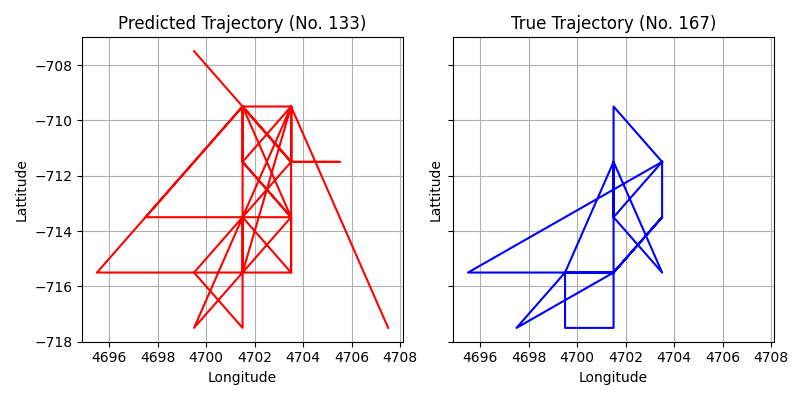 Predicted Trajectory (No. 133)
True Trajectory (No. 167)
−708
−710
−712
−714
−716
−718
Lattitude
Lattitude
4696 4698 4700 4702 4704 4706 4708
4696 4698 4700 4702 4704 4706 4708
Longitude
Longitude